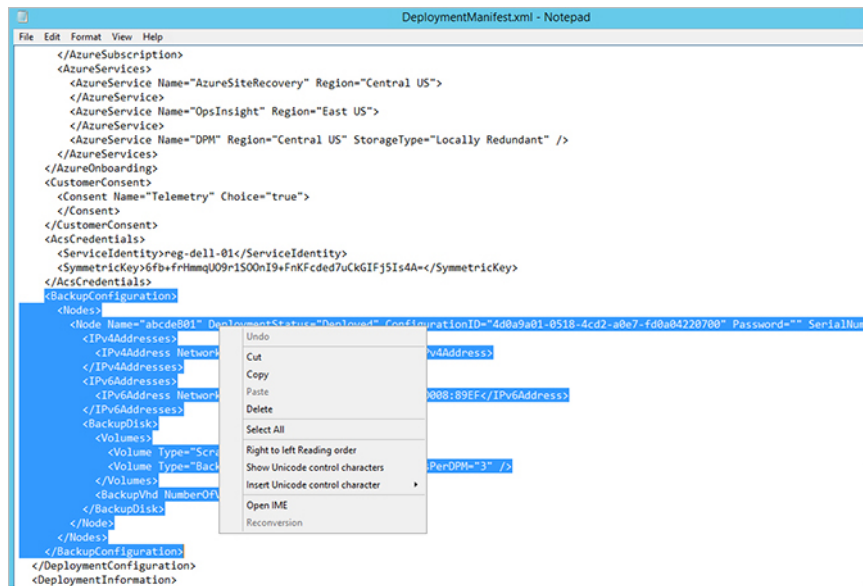 DeploymentManifest.xml - Notepad
File Edit Format View Help
</AzureSubscription>
<AzureServices>
<AzureService Name="AzureSiteRecovery" Region="Central US">
</AzureService>
<AzureService Name="OpsInsight" Region="East US">
</AzureService>
<AzureService Name="DPM" Region="Central US" StorageType="Locally Redundant" />
</AzureServices>
</AzureOnboarding>
<CustomerConsent>
<Consent Name="Telemetry" Choice="true">
</Consent>
</CustomerConsent>
<AcsCredentials>
<ServiceIdentity>reg-dell-01</ServiceIdentity>
<SymmetricKey>6fb+frHmmqUO9r1SOOnI9+FnKFcded7uCkGIFj5Is4A=</SymmetricKey>
</AcsCredentials>
<BackupConfiguration>
<Nodes>
<Node Name="abcdeB01" DeploymentStatus="Deployed" ConfigurationID="4d0a9a01-0518-4cd2-a0e7-fd0a04220700" Password="" SerialNum
<IPv4Addresses>
<IPv4Address Network
Pv4Address>
</IPv4Addresses>
<IPv6Addresses>
<IPv6Address Network
0008:89EF</IPv6Address>
</IPv6Addresses>
<BackupDisk>
<Volumes>
<Volume Type="Scra
<Volume Type="Back
sPerDPM="3" />
</Volumes>
<BackupVhd NumberOfV
</BackupDisk>
</Node>
</Nodes>
</BackupConfiguration>
</DeploymentConfiguration>
<DeploymentInformation>
Undo
Cut
Copy
Paste
Delete
Select All
Right to left Reading order
Show Unicode control characters
Insert Unicode control character
Open IME
Reconversion